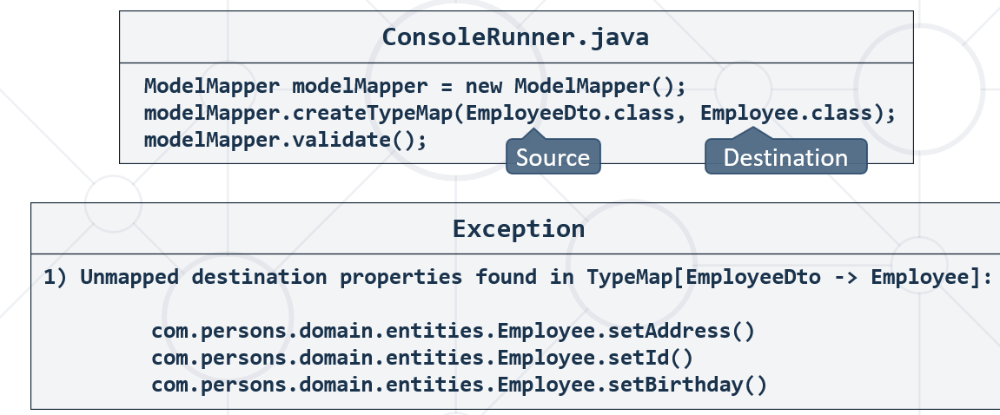 ConsoleRunner.java
ModelMapper modelMapper = new ModelMapper();
modelMapper.createTypeMap(EmployeeDto.class, Employee.class);
modelMapper.validate();
Source
Destination
Exception
1) Unmapped destination properties found in TypeMap[EmployeeDto -> Employee]:
com.persons.domain.entities.Employee.setAddress()
com.persons.domain.entities.Employee.setId()
com.persons.domain.entities.Employee.setBirthday()